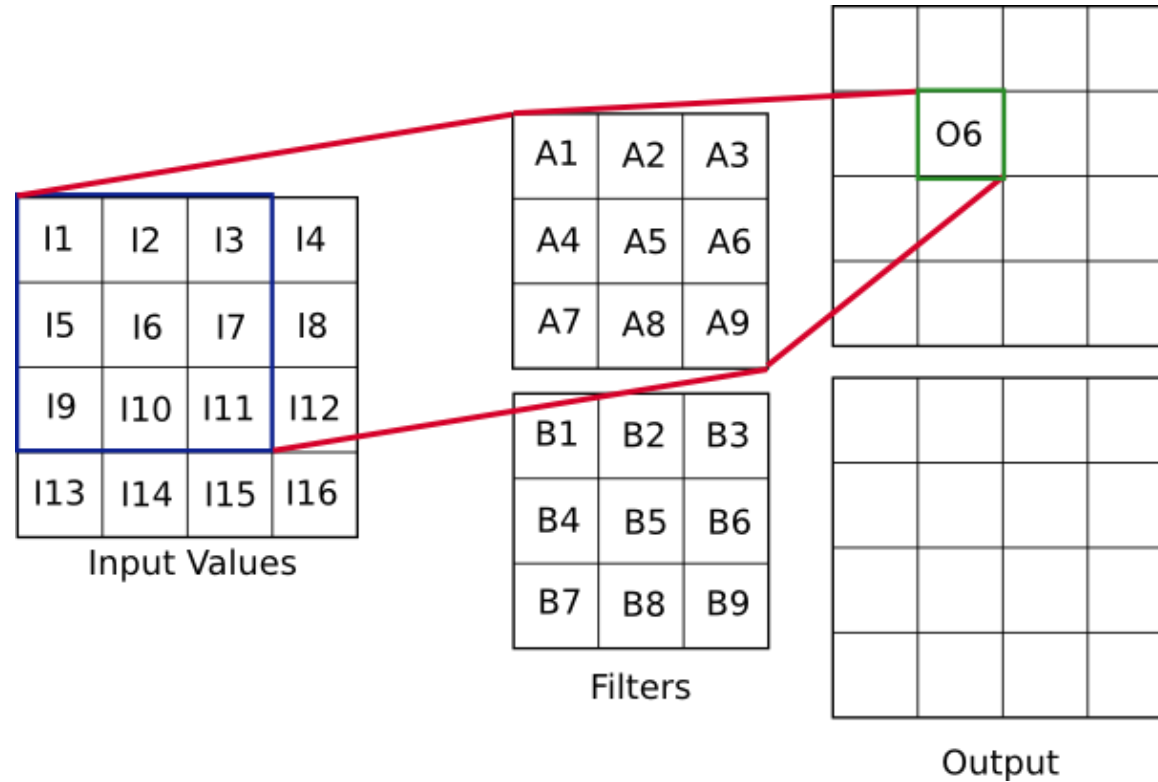 I1 I2 I3 I4
I5 I6 I7 I8
I9 I10 I11 I12
I13 I14 I15 I16
Input Values
A1 A2 A3
A4 A5 A6
A7 A8 A9
B1 B2 B3
B4 B5 B6
B7 B8 B9
Filters
O6
Output